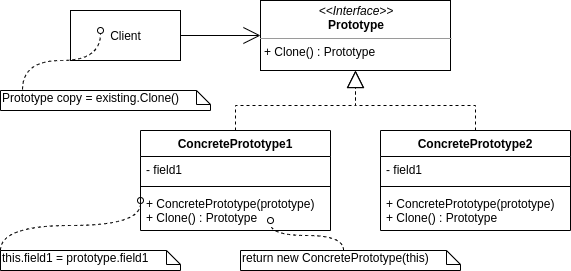 Client
<<Interface>>
Prototype
+ Clone() : Prototype
Prototype copy = existing.Clone()
ConcretePrototype1
- field1
+ ConcretePrototype(prototype)
+ Clone() : Prototype
ConcretePrototype2
- field1
+ ConcretePrototype(prototype)
+ Clone() : Prototype
this.field1 = prototype.field1
return new ConcretePrototype(this)